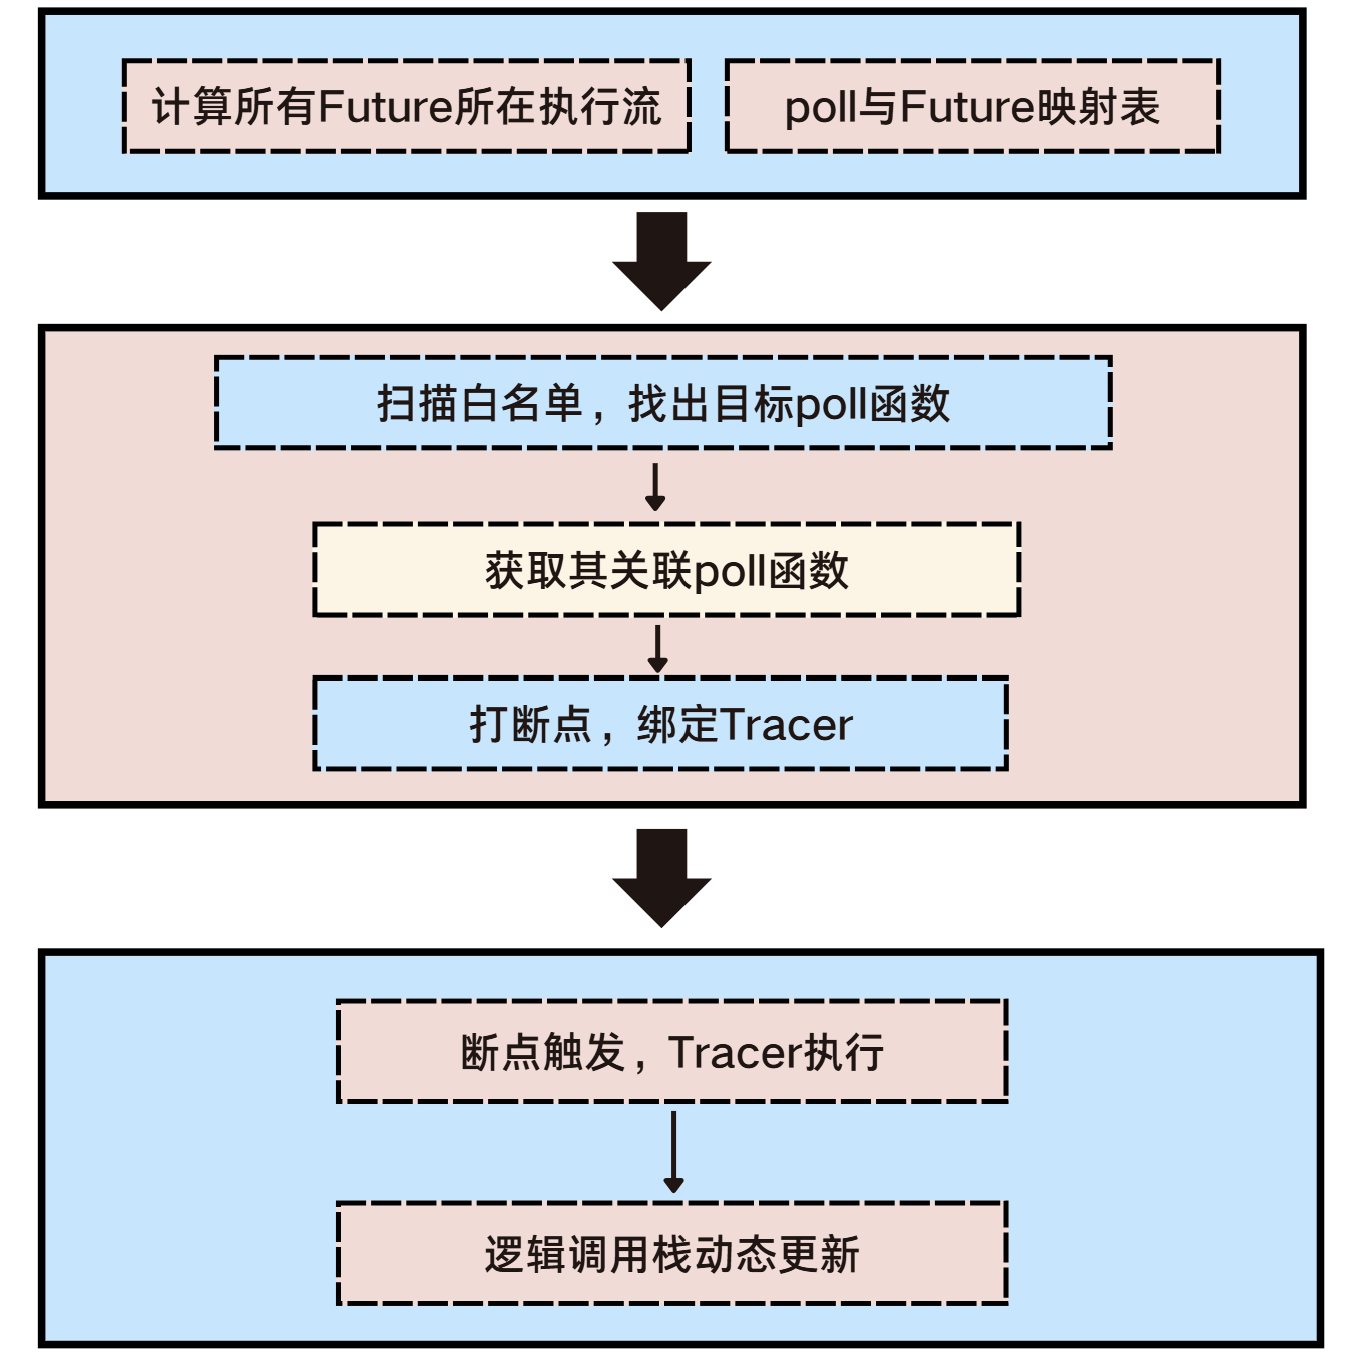 计算所有Future所在执行流
poll与Future映射表
扫描白名单，找出目标poll函数
获取其关联poll函数
打断点，绑定Tracer
断点触发，Tracer执行
逻辑调用栈动态更新